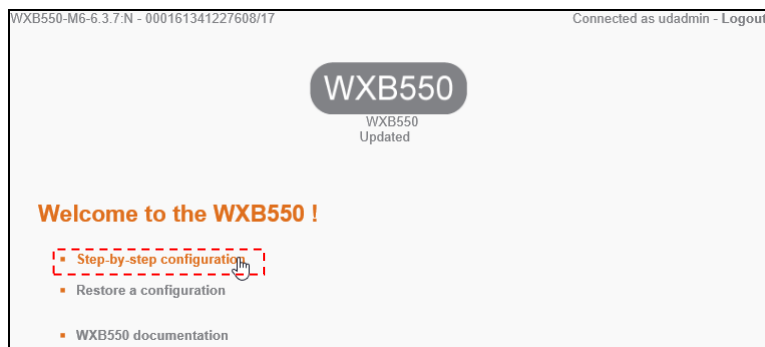 WXB550-M6-6.3.7:N - 000161341227608/17 Connected as udadmin - Logout
WXB550
WXB550
Updated
Welcome to the WXB550 !
Step-by-step configuration
Restore a configuration
WXB550 documentation